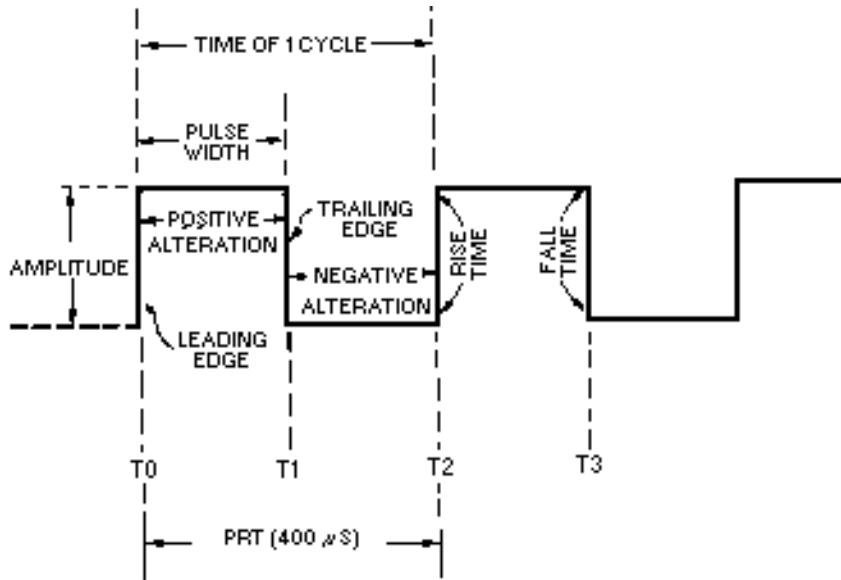 TIME OF 1 CYCLE
PULSE
WIDTH
POSITIVE
ALTERATION
TRAILING
EDGE
AMPLITUDE
NEGATIVE
ALTERATION
RISE
TIME
FALL
TIME
LEADING
EDGE
T0 T1 T2 T3
PRT (400 µS)